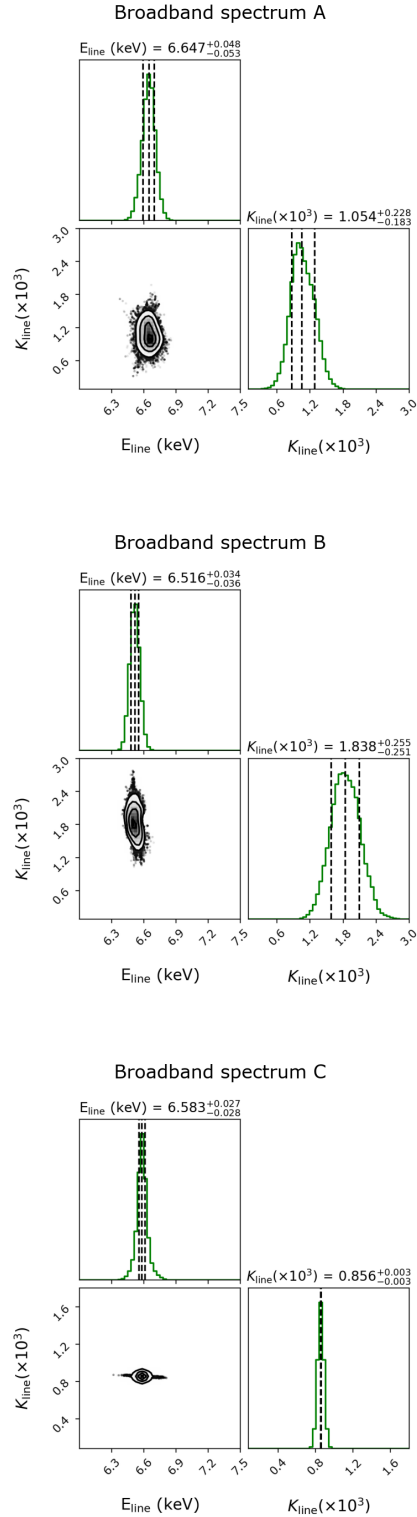 Broadband spectrum A
E_line (keV) = 6.647 +0.048 −0.053
K_line(×10³) = 1.054 +0.228 −0.183
K_line(×10³)
3.0
2.4
1.8
1.2
0.6
6.3 6.6 6.9 7.2 7.5
0.6 1.2 1.8 2.4 3.0
E_line (keV)
K_line(×10³)
Broadband spectrum B
E_line (keV) = 6.516 +0.034 −0.036
K_line(×10³) = 1.838 +0.255 −0.251
K_line(×10³)
3.0
2.4
1.8
1.2
0.6
6.3 6.6 6.9 7.2 7.5
0.6 1.2 1.8 2.4 3.0
E_line (keV)
K_line(×10³)
Broadband spectrum C
E_line (keV) = 6.583 +0.027 −0.028
K_line(×10³) = 0.856 +0.003 −0.003
K_line(×10³)
1.6
1.2
0.8
0.4
6.3 6.6 6.9 7.2 7.5
0.4 0.8 1.2 1.6
E_line (keV)
K_line(×10³)